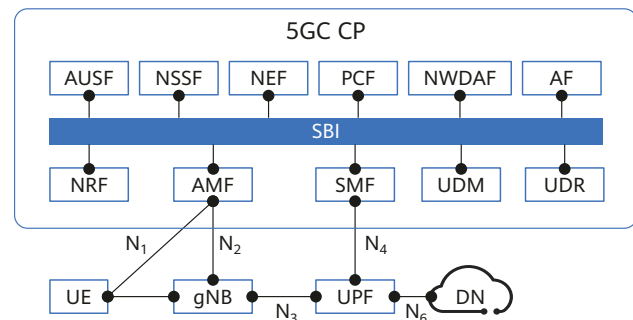 5GC CP
AUSF NSSF NEF PCF NWDAF AF
SBI
NRF AMF SMF UDM UDR
N₁ N₂ N₄
UE gNB UPF DN
N₃ N₆